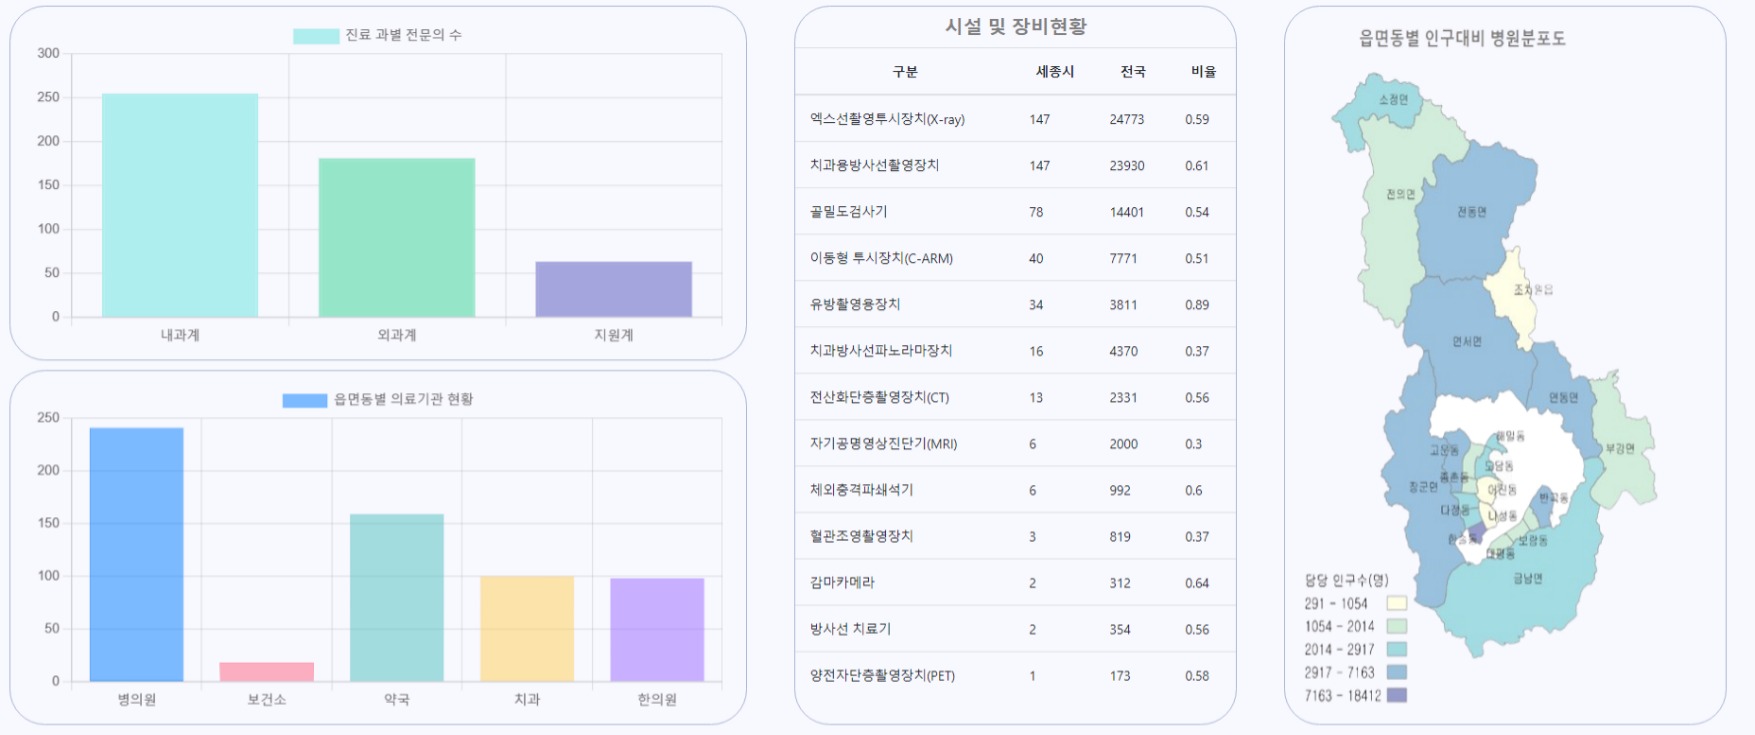 진료 과별 전문의 수
300
250
200
150
100
50
0
내과계 외과계 지원계
읍면동별 의료기관 현황
250
200
150
100
50
0
병의원 보건소 약국 치과 한의원
시설 및 장비현황
구분 세종시 전국 비율
엑스선촬영투시장치(X-ray) 147 24773 0.59
치과용방사선촬영장치 147 23930 0.61
골밀도검사기 78 14401 0.54
이동형 투시장치(C-ARM) 40 7771 0.51
유방촬영용장치 34 3811 0.89
치과방사선파노라마장치 16 4370 0.37
전산화단층촬영장치(CT) 13 2331 0.56
자기공명영상진단기(MRI) 6 2000 0.3
체외충격파쇄석기 6 992 0.6
혈관조영촬영장치 3 819 0.37
감마카메라 2 312 0.64
방사선 치료기 2 354 0.56
양전자단층촬영장치(PET) 1 173 0.58
읍면동별 인구대비 병원분포도
소정면
전의면
전동면
조치원읍
연서면
연동면
부강면
해밀동
고운동
도담동
종촌동
장군면
어진동
반곡동
다정동
나성동
한솔동
보람동
대평동
금남면
담당 인구수(명)
291 - 1054
1054 - 2014
2014 - 2917
2917 - 7163
7163 - 18412